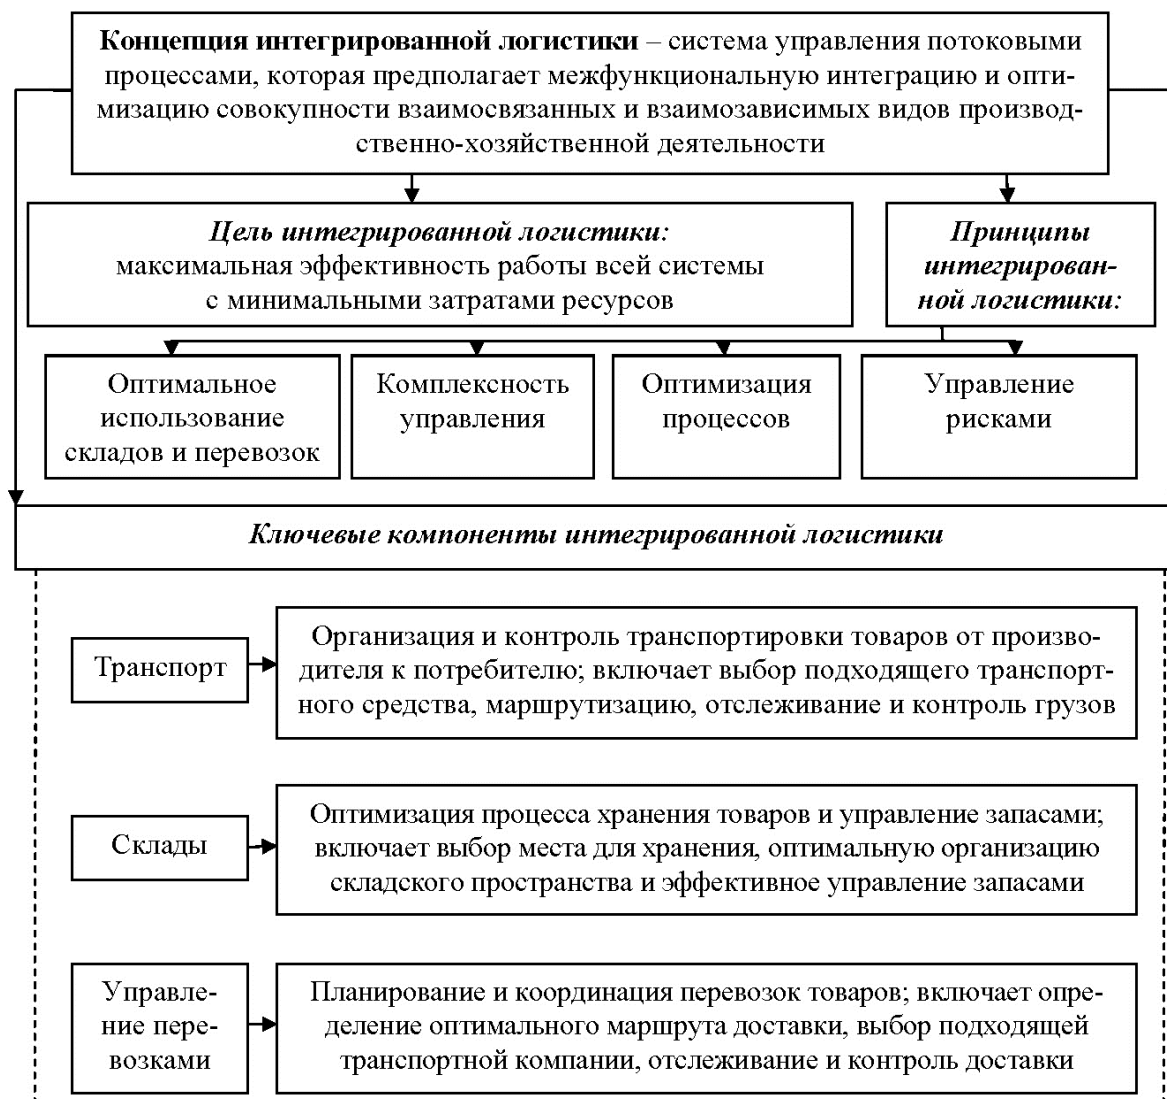 Концепция интегрированной логистики – система управления потоковыми
процессами, которая предполагает межфункциональную интеграцию и опти-
мизацию совокупности взаимосвязанных и взаимозависимых видов производ-
ственно-хозяйственной деятельности
Цель интегрированной логистики:
максимальная эффективность работы всей системы
с минимальными затратами ресурсов
Принципы
интегрирован-
ной логистики:
Оптимальное
использование
складов и перевозок
Комплексность
управления
Оптимизация
процессов
Управление
рисками
Ключевые компоненты интегрированной логистики
Транспорт
Организация и контроль транспортировки товаров от произво-
дителя к потребителю; включает выбор подходящего транспорт-
ного средства, маршрутизацию, отслеживание и контроль грузов
Склады
Оптимизация процесса хранения товаров и управление запасами;
включает выбор места для хранения, оптимальную организацию
складского пространства и эффективное управление запасами
Управле-
ние пере-
возками
Планирование и координация перевозок товаров; включает опре-
деление оптимального маршрута доставки, выбор подходящей
транспортной компании, отслеживание и контроль доставки